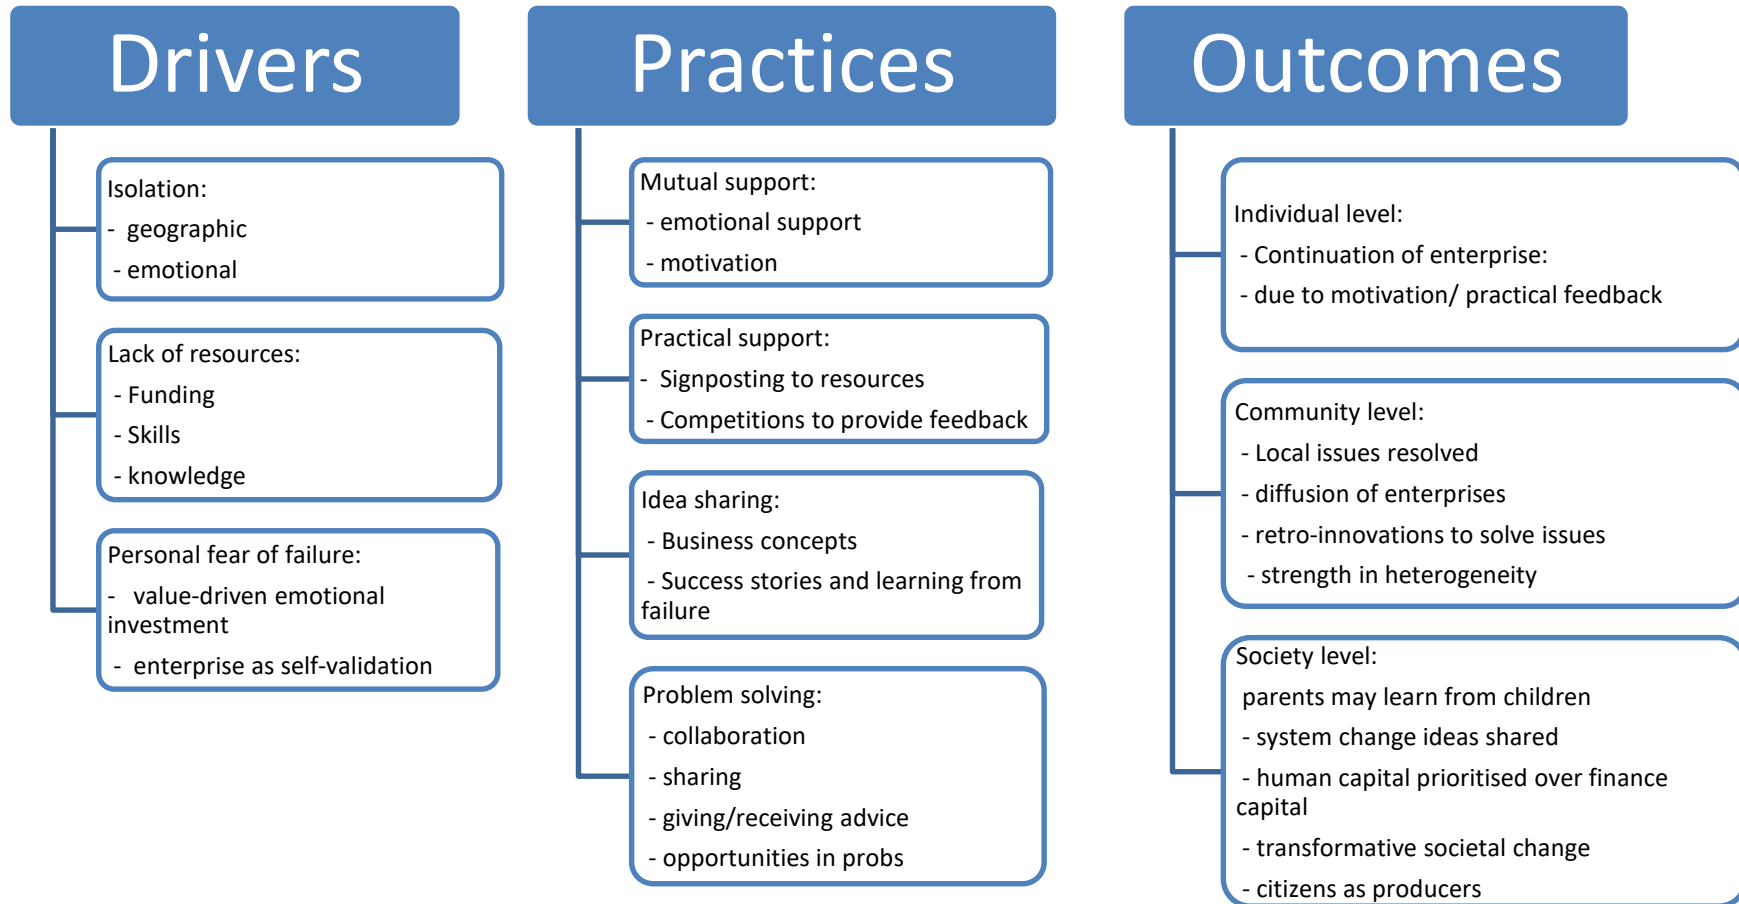 Drivers
Isolation:
- geographic
- emotional
Lack of resources:
- Funding
- Skills
- knowledge
Personal fear of failure:
- value-driven emotional
investment
- enterprise as self-validation
Practices
Mutual support:
- emotional support
- motivation
Practical support:
- Signposting to resources
- Competitions to provide feedback
Idea sharing:
- Business concepts
- Success stories and learning from
failure
Problem solving:
- collaboration
- sharing
- giving/receiving advice
- opportunities in probs
Outcomes
Individual level:
- Continuation of enterprise:
- due to motivation/ practical feedback
Community level:
- Local issues resolved
- diffusion of enterprises
- retro-innovations to solve issues
- strength in heterogeneity
Society level:
parents may learn from children
- system change ideas shared
- human capital prioritised over finance
capital
- transformative societal change
- citizens as producers